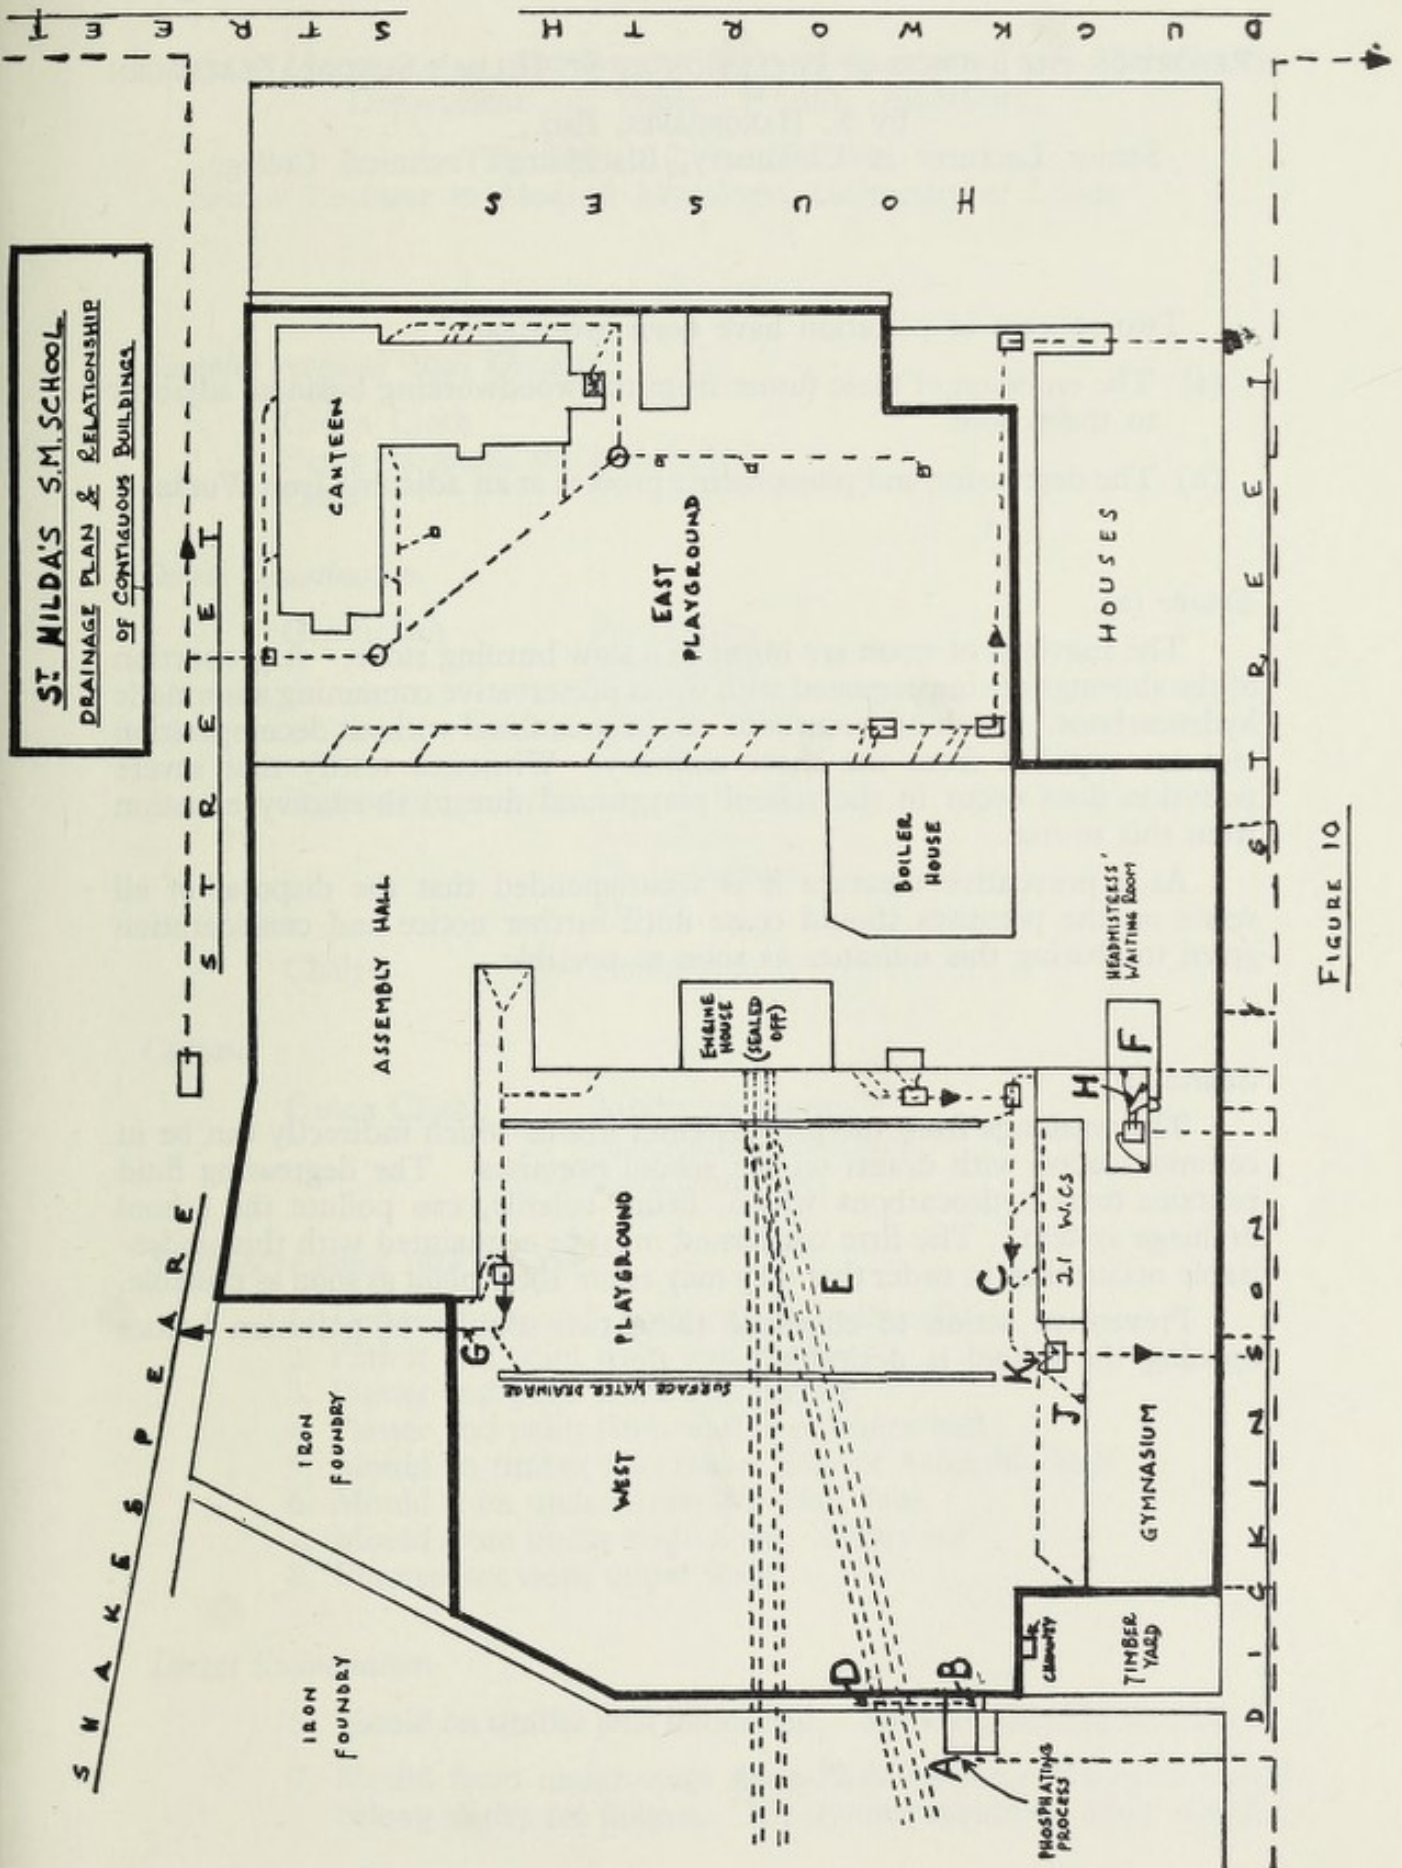 ST HILDA'S S.M. SCHOOL
DRAINAGE PLAN & RELATIONSHIP
OF CONTIGUOUS BUILDINGS
SHAKESPEARE STREET
DUCKWORTH STREET
HOUSES
CANTEEN
EAST
PLAYGROUND
HOUSES
ASSEMBLY HALL
BOILER
HOUSE
ENGINE
HOUSE
(SEALED
OFF)
HEADMISTRESS'
WAITING ROOM
F
H
IRON
FOUNDRY
IRON
FOUNDRY
G
WEST PLAYGROUND
SURFACE WATER DRAINAGE
E
C
21 W.CS
K
J
GYMNASIUM
D
B
A
CHIMNEY
TIMBER
YARD
PHOSPHATING
PROCESS
DICKINSON STREET
FIGURE 10